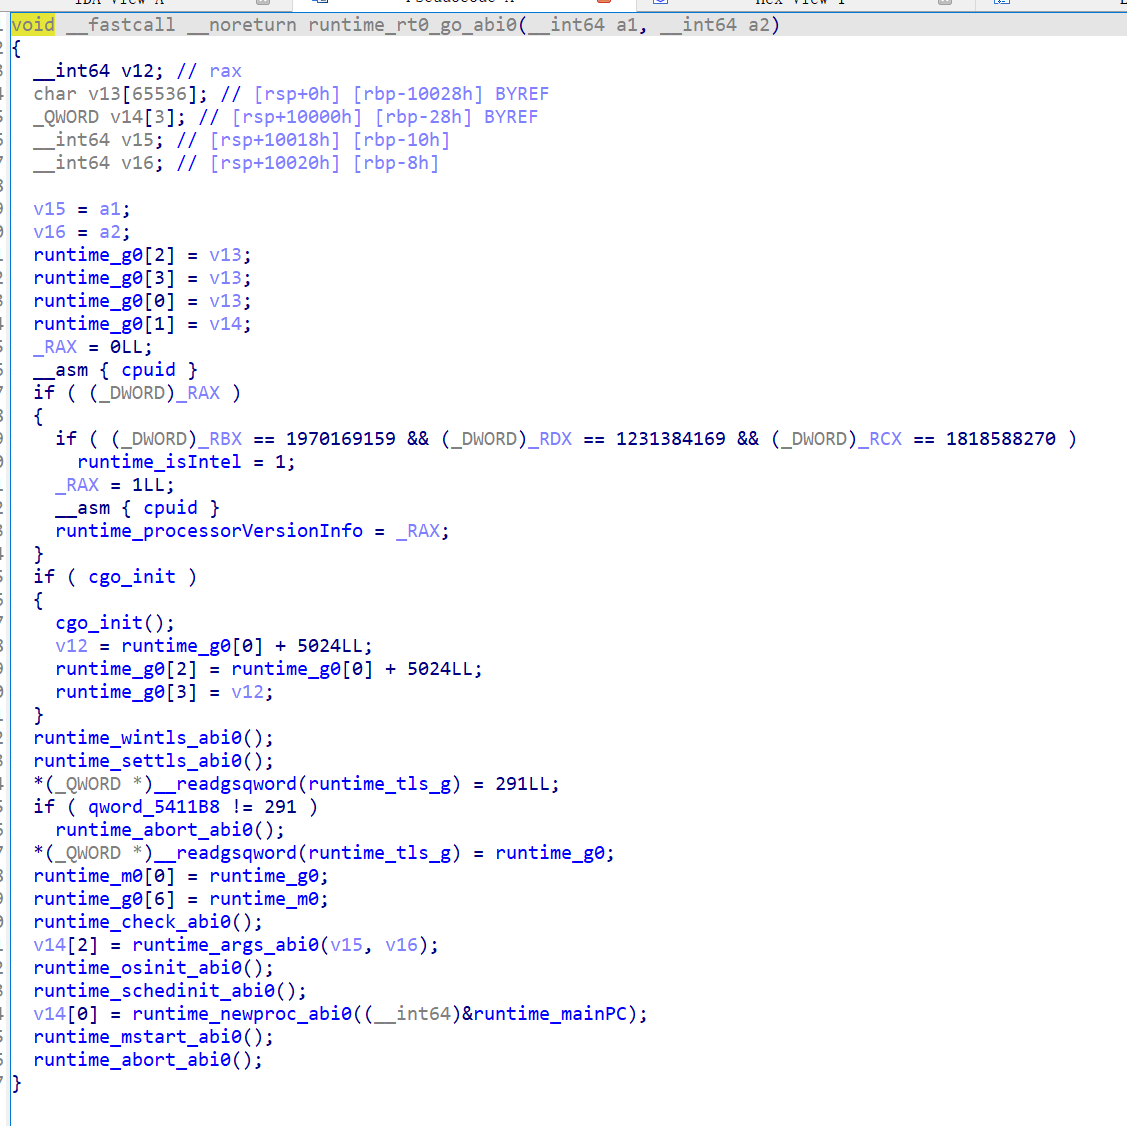 void __fastcall __noreturn runtime_rt0_go_abi0(__int64 a1, __int64 a2)
{
  __int64 v12; // rax
  char v13[65536]; // [rsp+0h] [rbp-10028h] BYREF
  _QWORD v14[3]; // [rsp+10000h] [rbp-28h] BYREF
  __int64 v15; // [rsp+10018h] [rbp-10h]
  __int64 v16; // [rsp+10020h] [rbp-8h]

  v15 = a1;
  v16 = a2;
  runtime_g0[2] = v13;
  runtime_g0[3] = v13;
  runtime_g0[0] = v13;
  runtime_g0[1] = v14;
  _RAX = 0LL;
  __asm { cpuid }
  if ( (_DWORD)_RAX )
  {
    if ( (_DWORD)_RBX == 1970169159 && (_DWORD)_RDX == 1231384169 && (_DWORD)_RCX == 1818588270 )
      runtime_isIntel = 1;
    _RAX = 1LL;
    __asm { cpuid }
    runtime_processorVersionInfo = _RAX;
  }
  if ( cgo_init )
  {
    cgo_init();
    v12 = runtime_g0[0] + 5024LL;
    runtime_g0[2] = runtime_g0[0] + 5024LL;
    runtime_g0[3] = v12;
  }
  runtime_wintls_abi0();
  runtime_settls_abi0();
  *(_QWORD *)__readgsqword(runtime_tls_g) = 291LL;
  if ( qword_5411B8 != 291 )
    runtime_abort_abi0();
  *(_QWORD *)__readgsqword(runtime_tls_g) = runtime_g0;
  runtime_m0[0] = runtime_g0;
  runtime_g0[6] = runtime_m0;
  runtime_check_abi0();
  v14[2] = runtime_args_abi0(v15, v16);
  runtime_osinit_abi0();
  runtime_schedinit_abi0();
  v14[0] = runtime_newproc_abi0((__int64)&runtime_mainPC);
  runtime_mstart_abi0();
  runtime_abort_abi0();
}